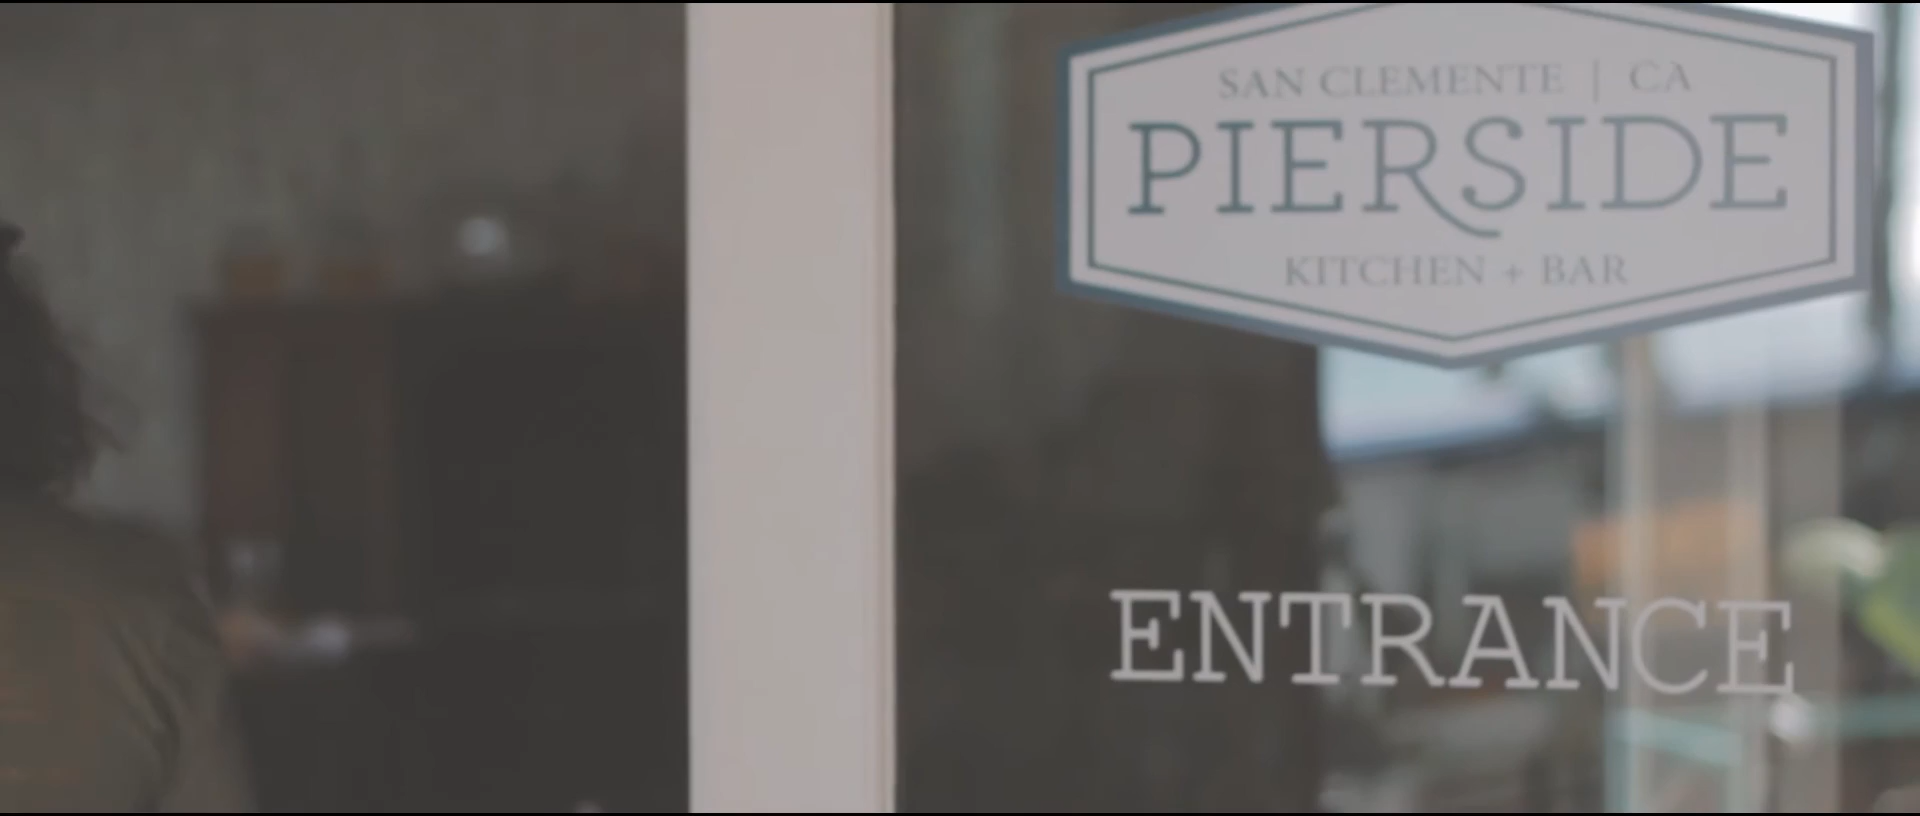 SAN CLEMENTE | CA
PIERSIDE
KITCHEN + BAR
ENTRANCE